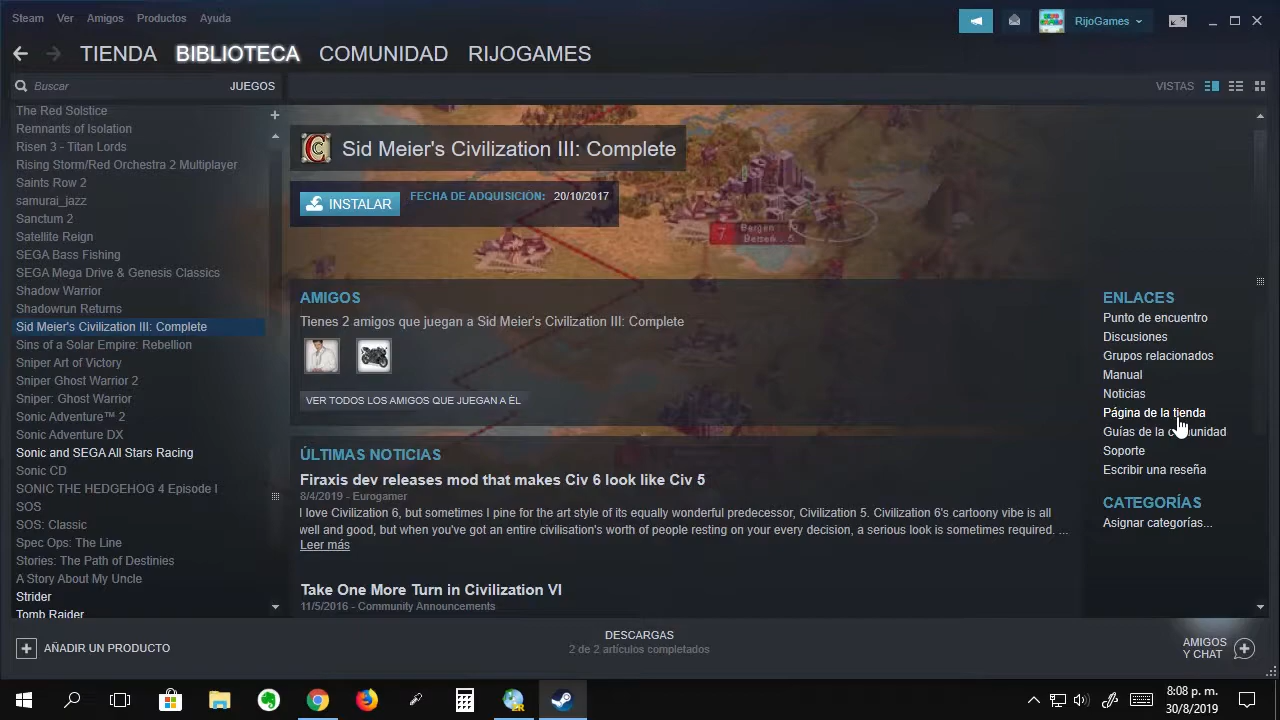 Steam Ver Amigos Productos Ayuda
RijoGames
TIENDA BIBLIOTECA COMUNIDAD RIJOGAMES
Buscar JUEGOS VISTAS
The Red Solstice
Remnants of Isolation
Risen 3 - Titan Lords
Rising Storm/Red Orchestra 2 Multiplayer
Saints Row 2
samurai_jazz
Sanctum 2
Satellite Reign
SEGA Bass Fishing
SEGA Mega Drive & Genesis Classics
Shadow Warrior
Shadowrun Returns
Sid Meier's Civilization III: Complete
Sins of a Solar Empire: Rebellion
Sniper Art of Victory
Sniper Ghost Warrior 2
Sniper: Ghost Warrior
Sonic Adventure™ 2
Sonic Adventure DX
Sonic and SEGA All Stars Racing
Sonic CD
SONIC THE HEDGEHOG 4 Episode I
SOS
SOS: Classic
Spec Ops: The Line
Stories: The Path of Destinies
A Story About My Uncle
Strider
Tomb Raider
Sid Meier's Civilization III: Complete
INSTALAR FECHA DE ADQUISICIÓN: 20/10/2017
7 Bergen
AMIGOS
Tienes 2 amigos que juegan a Sid Meier's Civilization III: Complete
VER TODOS LOS AMIGOS QUE JUEGAN A ÉL
ÚLTIMAS NOTICIAS
Firaxis dev releases mod that makes Civ 6 look like Civ 5
8/4/2019 - Eurogamer
I love Civilization 6, but sometimes I pine for the art style of its equally wonderful predecessor, Civilization 5. Civilization 6's cartoony vibe is all
well and good, but when you've got an entire civilisation's worth of people resting on your every decision, a serious look is sometimes required. ...
Leer más
Take One More Turn in Civilization VI
11/5/2016 - Community Announcements
ENLACES
Punto de encuentro
Discusiones
Grupos relacionados
Manual
Noticias
Página de la tienda
Guías de la comunidad
Soporte
Escribir una reseña
CATEGORÍAS
Asignar categorías...
AÑADIR UN PRODUCTO
DESCARGAS
2 de 2 artículos completados
AMIGOS
Y CHAT
8:08 p. m.
30/8/2019